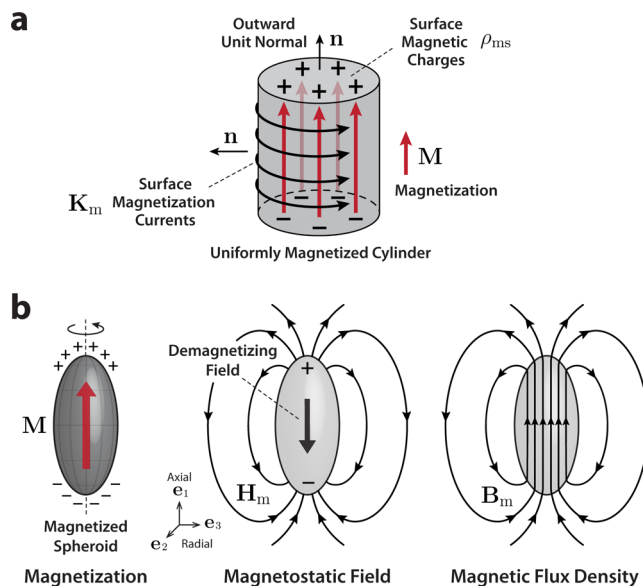 a
Outward
Unit Normal
n
Surface
Magnetic
Charges
ρms
+ +
+ + +
n
M
Magnetization
Km
Surface
Magnetization
Currents
− −
− − −
Uniformly Magnetized Cylinder
b
+ + + + + + + +
M
− − − − − − −
Magnetized
Spheroid
Magnetization
Axial
e1
e3
e2
Radial
Demagnetizing
Field
+
−
Hm
Magnetostatic Field
Bm
Magnetic Flux Density